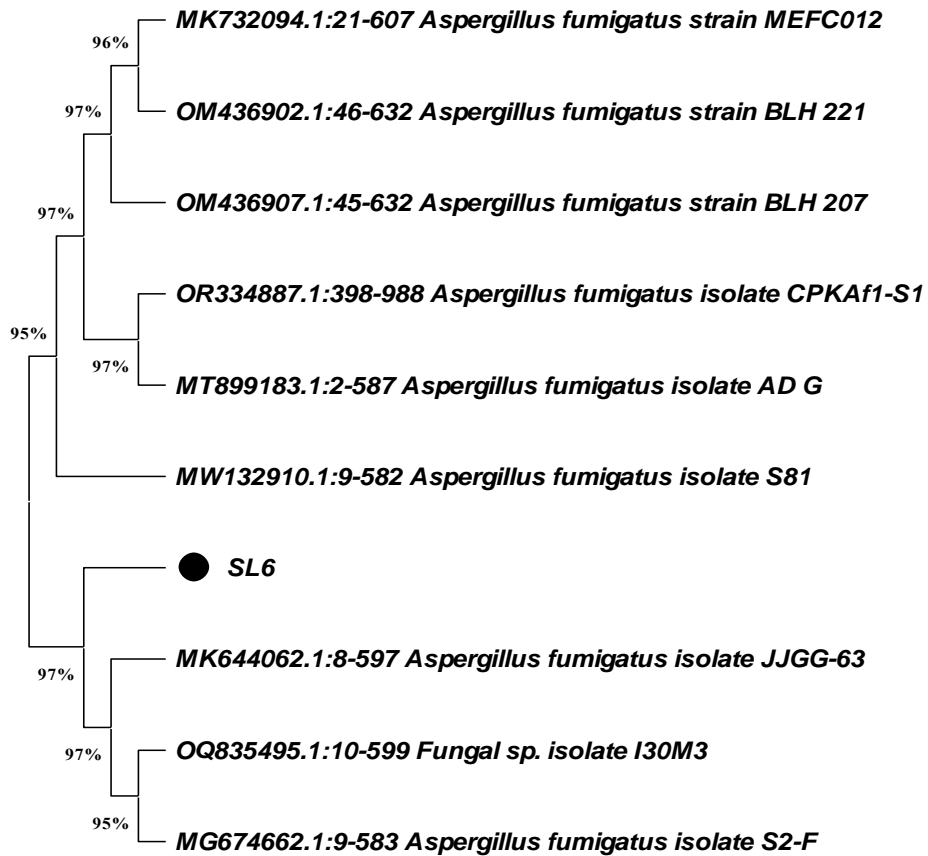 MK732094.1:21-607 Aspergillus fumigatus strain MEFC012
96%
97%
OM436902.1:46-632 Aspergillus fumigatus strain BLH 221
OM436907.1:45-632 Aspergillus fumigatus strain BLH 207
97%
OR334887.1:398-988 Aspergillus fumigatus isolate CPKAf1-S1
95%
97%
MT899183.1:2-587 Aspergillus fumigatus isolate AD G
MW132910.1:9-582 Aspergillus fumigatus isolate S81
SL6
MK644062.1:8-597 Aspergillus fumigatus isolate JJGG-63
97%
97%
OQ835495.1:10-599 Fungal sp. isolate I30M3
95%
MG674662.1:9-583 Aspergillus fumigatus isolate S2-F